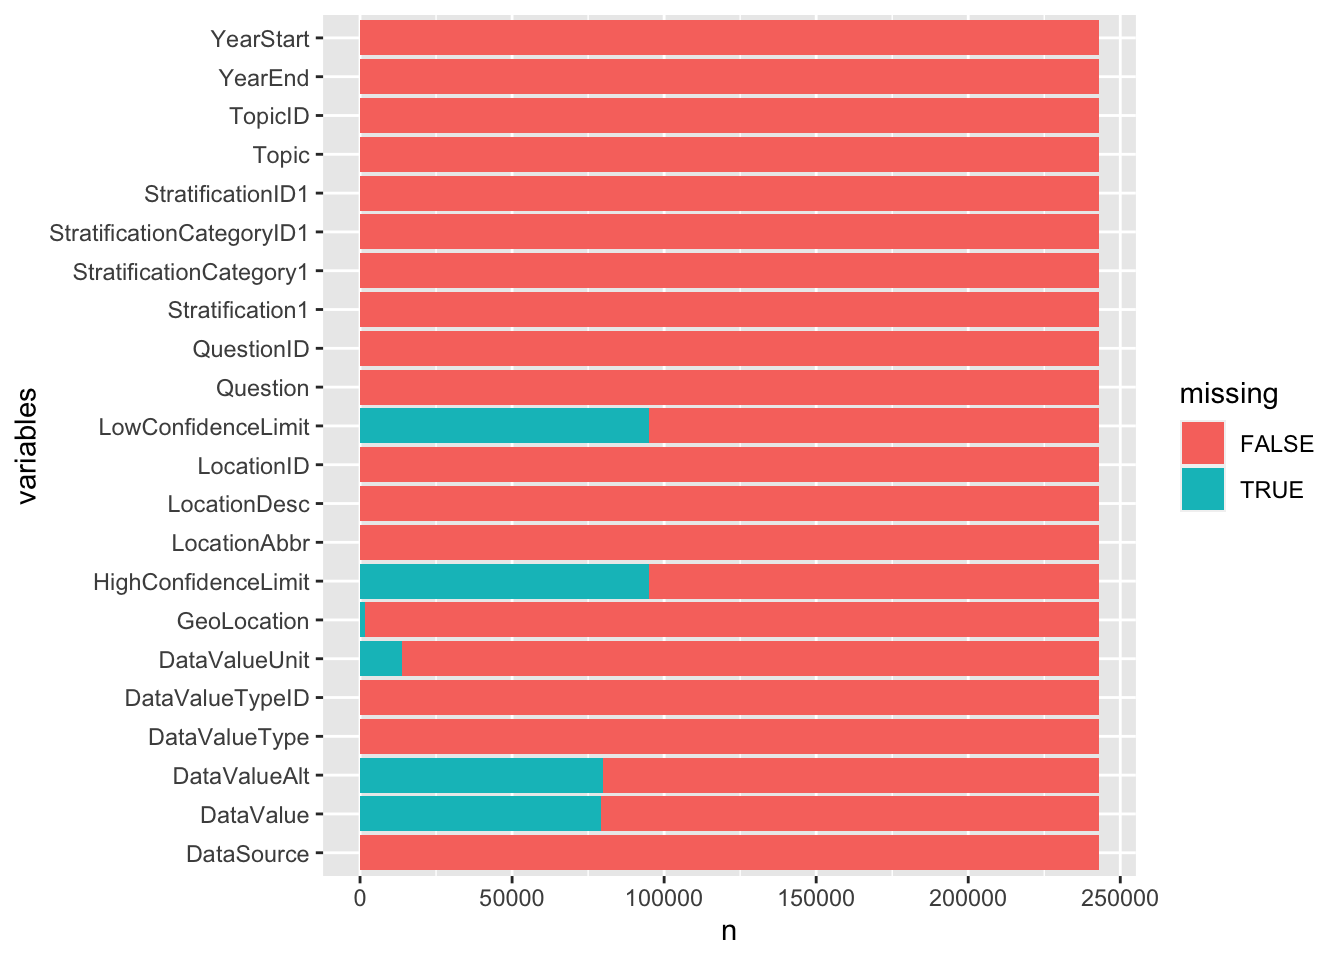 YearStart
YearEnd
TopicID
Topic
StratificationID1
StratificationCategoryID1
StratificationCategory1
Stratification1
QuestionID
Question
LowConfidenceLimit
LocationID
LocationDesc
LocationAbbr
HighConfidenceLimit
GeoLocation
DataValueUnit
DataValueTypeID
DataValueType
DataValueAlt
DataValue
DataSource
variables
0 50000 100000 150000 200000 250000
n
missing
FALSE
TRUE